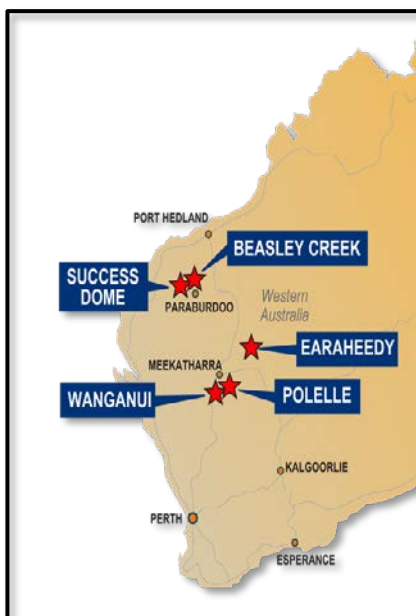 PORT HEDLAND
BEASLEY CREEK
SUCCESS
DOME
PARABURDOO
Western
Australia
EARAHEEDY
MEEKATHARRA
WANGANUI
POLELLE
KALGOORLIE
PERTH
ESPERANCE